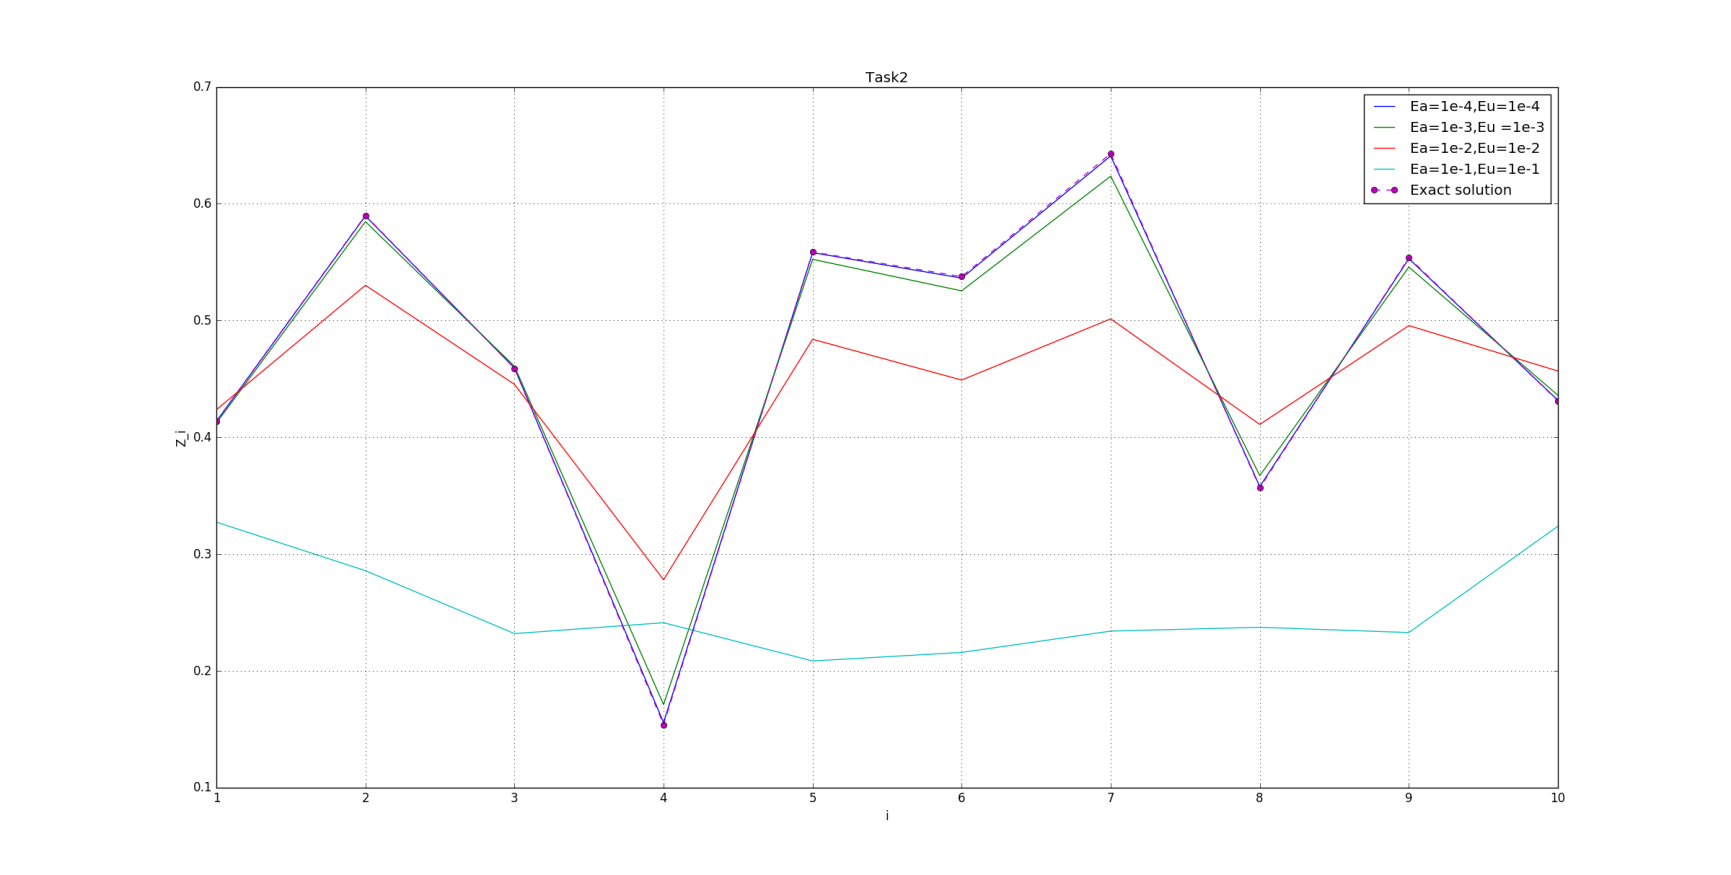 Task2
0.7
0.6
0.5
0.4
0.3
0.2
0.1
Z_i
1 2 3 4 5 6 7 8 9 10
i
Ea=1e-4,Eu=1e-4
Ea=1e-3,Eu =1e-3
Ea=1e-2,Eu=1e-2
Ea=1e-1,Eu=1e-1
Exact solution